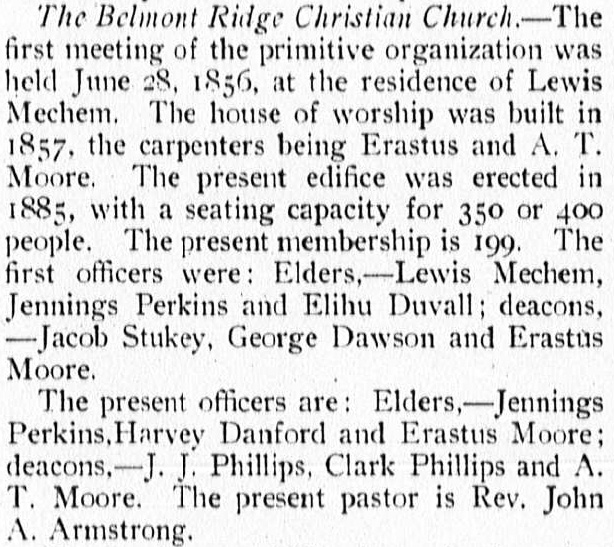 The Belmont Ridge Christian Church.—The
first meeting of the primitive organization was
held June 28, 1856, at the residence of Lewis
Mechem. The house of worship was built in
1857, the carpenters being Erastus and A. T.
Moore. The present edifice was erected in
1885, with a seating capacity for 350 or 400
people. The present membership is 199. The
first officers were: Elders,—Lewis Mechem,
Jennings Perkins and Elihu Duvall; deacons,
—Jacob Stukey, George Dawson and Erastus
Moore.
The present officers are: Elders,—Jennings
Perkins,Harvey Danford and Erastus Moore;
deacons,—J. J. Phillips, Clark Phillips and A.
T. Moore. The present pastor is Rev. John
A. Armstrong.